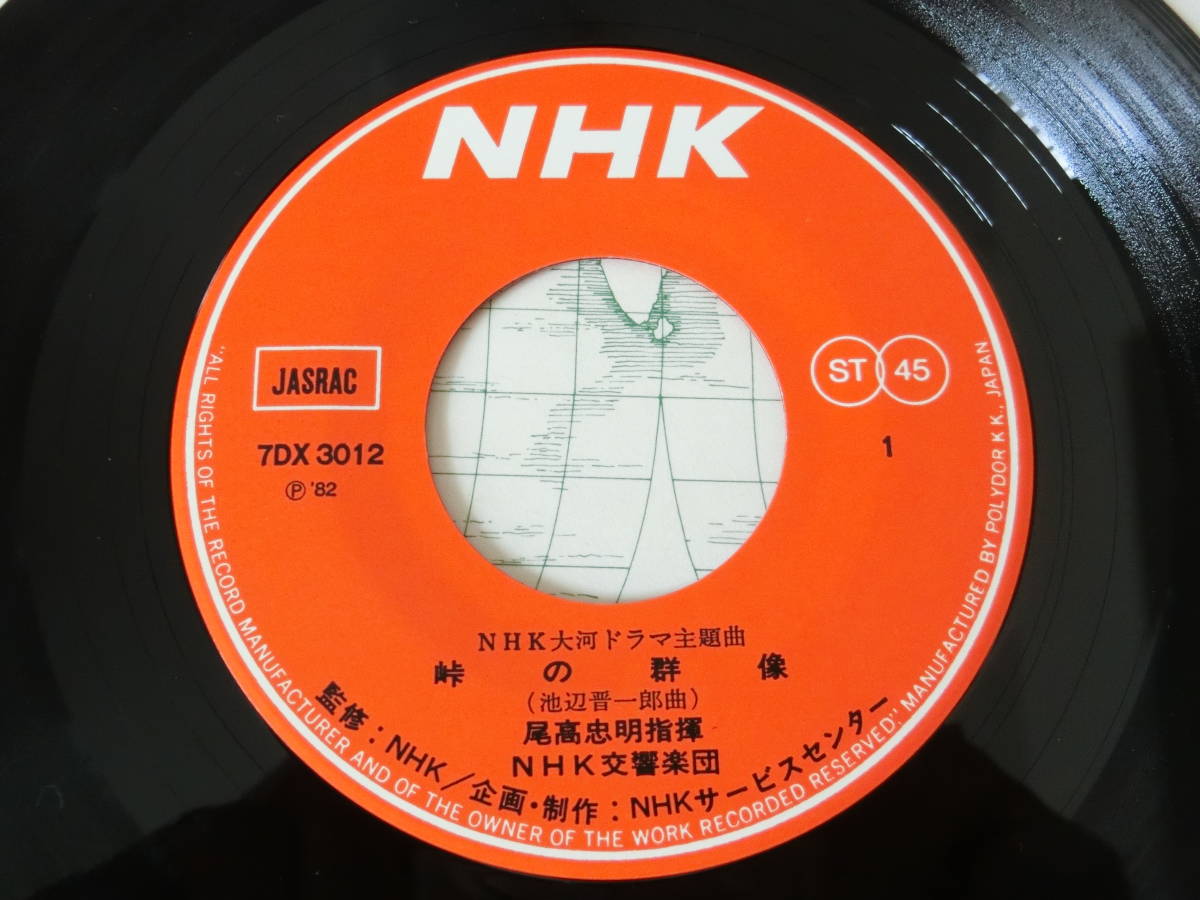 NHK
JASRAC
ST 45
7DX 3012
1
Ⓟ '82
NHK大河ドラマ主題曲
峠の群像
(池辺晋一郎曲)
尾高忠明指揮
NHK交響楽団
監修:NHK/企画・制作:NHKサービスセンター
"ALL RIGHTS OF THE RECORD MANUFACTURER AND OF THE OWNER OF THE WORK RECORDED RESERVED", MANUFACTURED BY POLYDOR K K., JAPAN